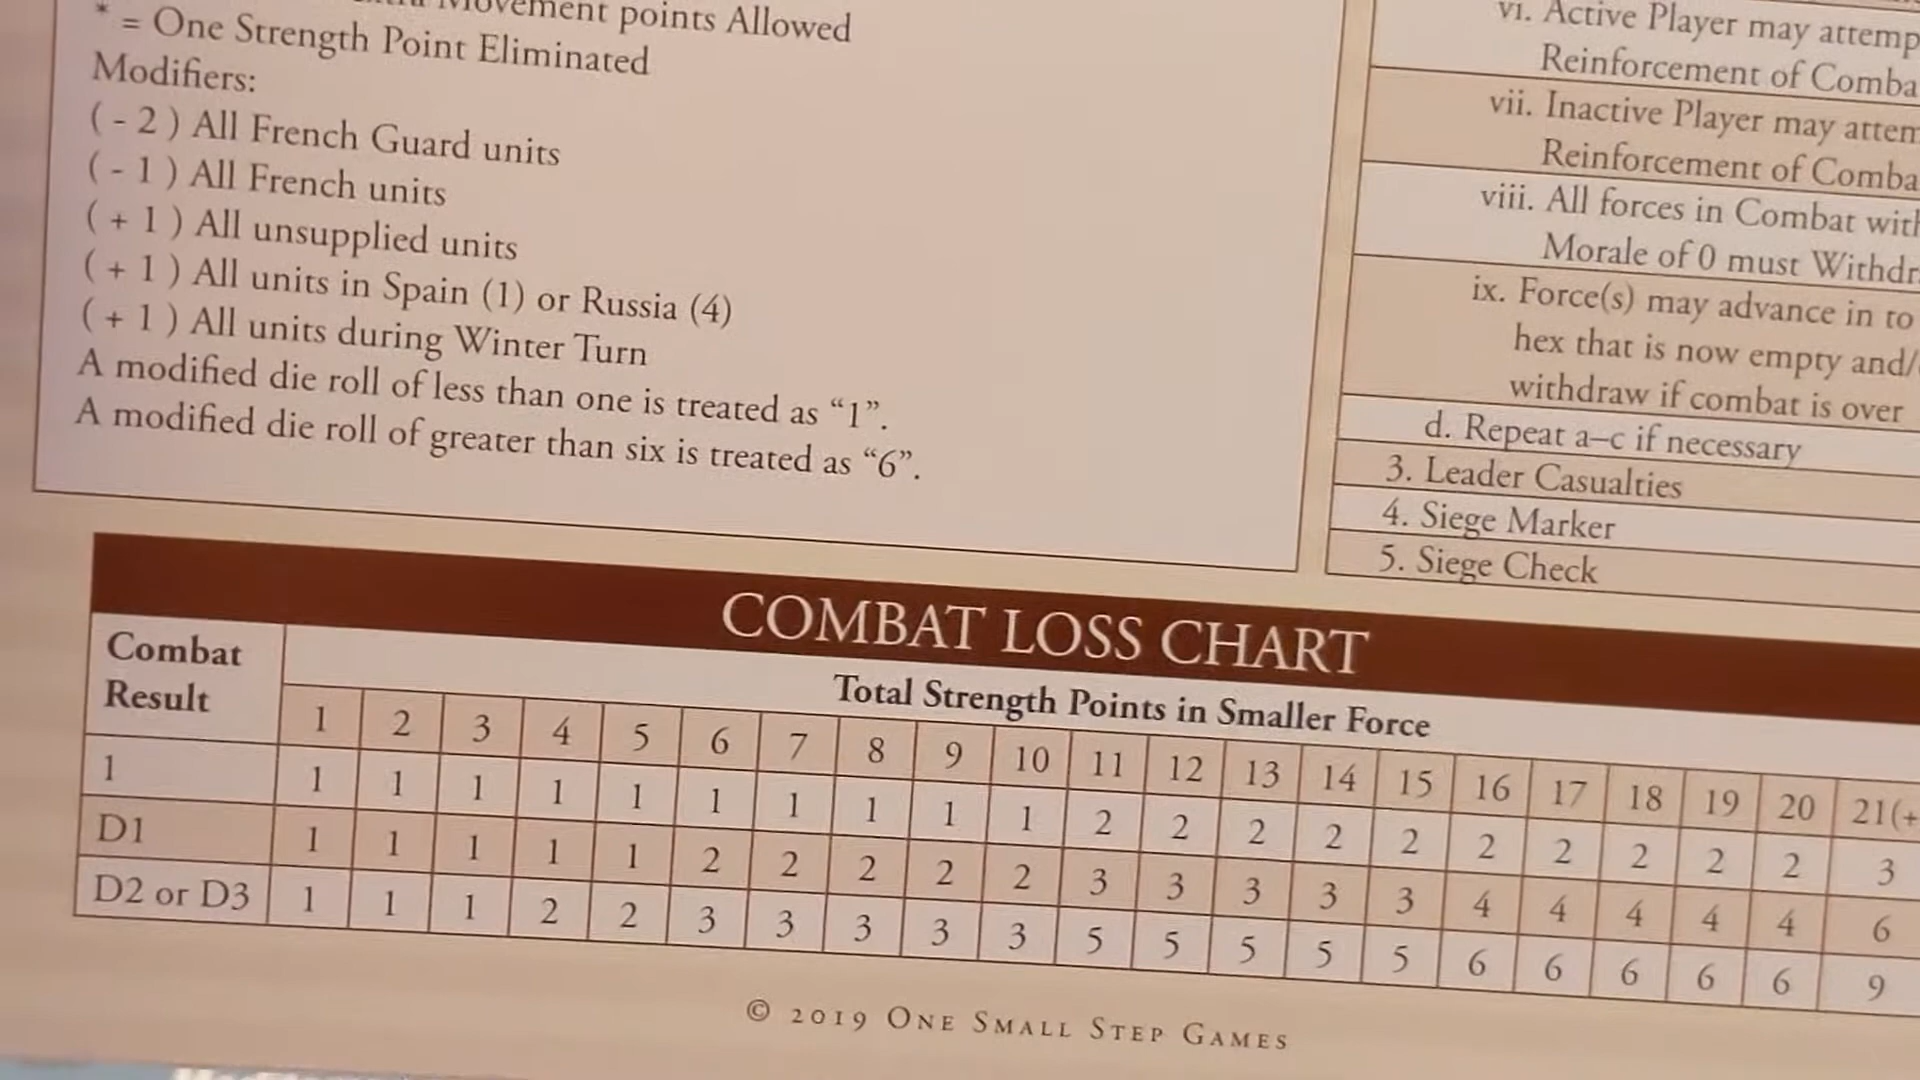 Movement points Allowed
* = One Strength Point Eliminated
Modifiers:
( - 2 ) All French Guard units
( - 1 ) All French units
( + 1 ) All unsupplied units
( + 1 ) All units in Spain (1) or Russia (4)
( + 1 ) All units during Winter Turn
A modified die roll of less than one is treated as “1”.
A modified die roll of greater than six is treated as “6”.
vi. Active Player may attemp
Reinforcement of Comba
vii. Inactive Player may attem
Reinforcement of Comba
viii. All forces in Combat with
Morale of 0 must Withdr
ix. Force(s) may advance in to
hex that is now empty and/
withdraw if combat is over
d. Repeat a–c if necessary
3. Leader Casualties
4. Siege Marker
5. Siege Check
COMBAT LOSS CHART
Combat
Result
Total Strength Points in Smaller Force
1 2 3 4 5 6 7 8 9 10 11 12 13 14 15 16 17 18 19 20 21(+
1 1 1 1 1 1 1 1 1 1 1 2 2 2 2 2 2 2 2 2 2 3
D1 1 1 1 1 1 2 2 2 2 2 3 3 3 3 3 4 4 4 4 4 6
D2 or D3 1 1 1 2 2 3 3 3 3 3 5 5 5 5 5 6 6 6 6 6 9
© 2019 One Small Step Games